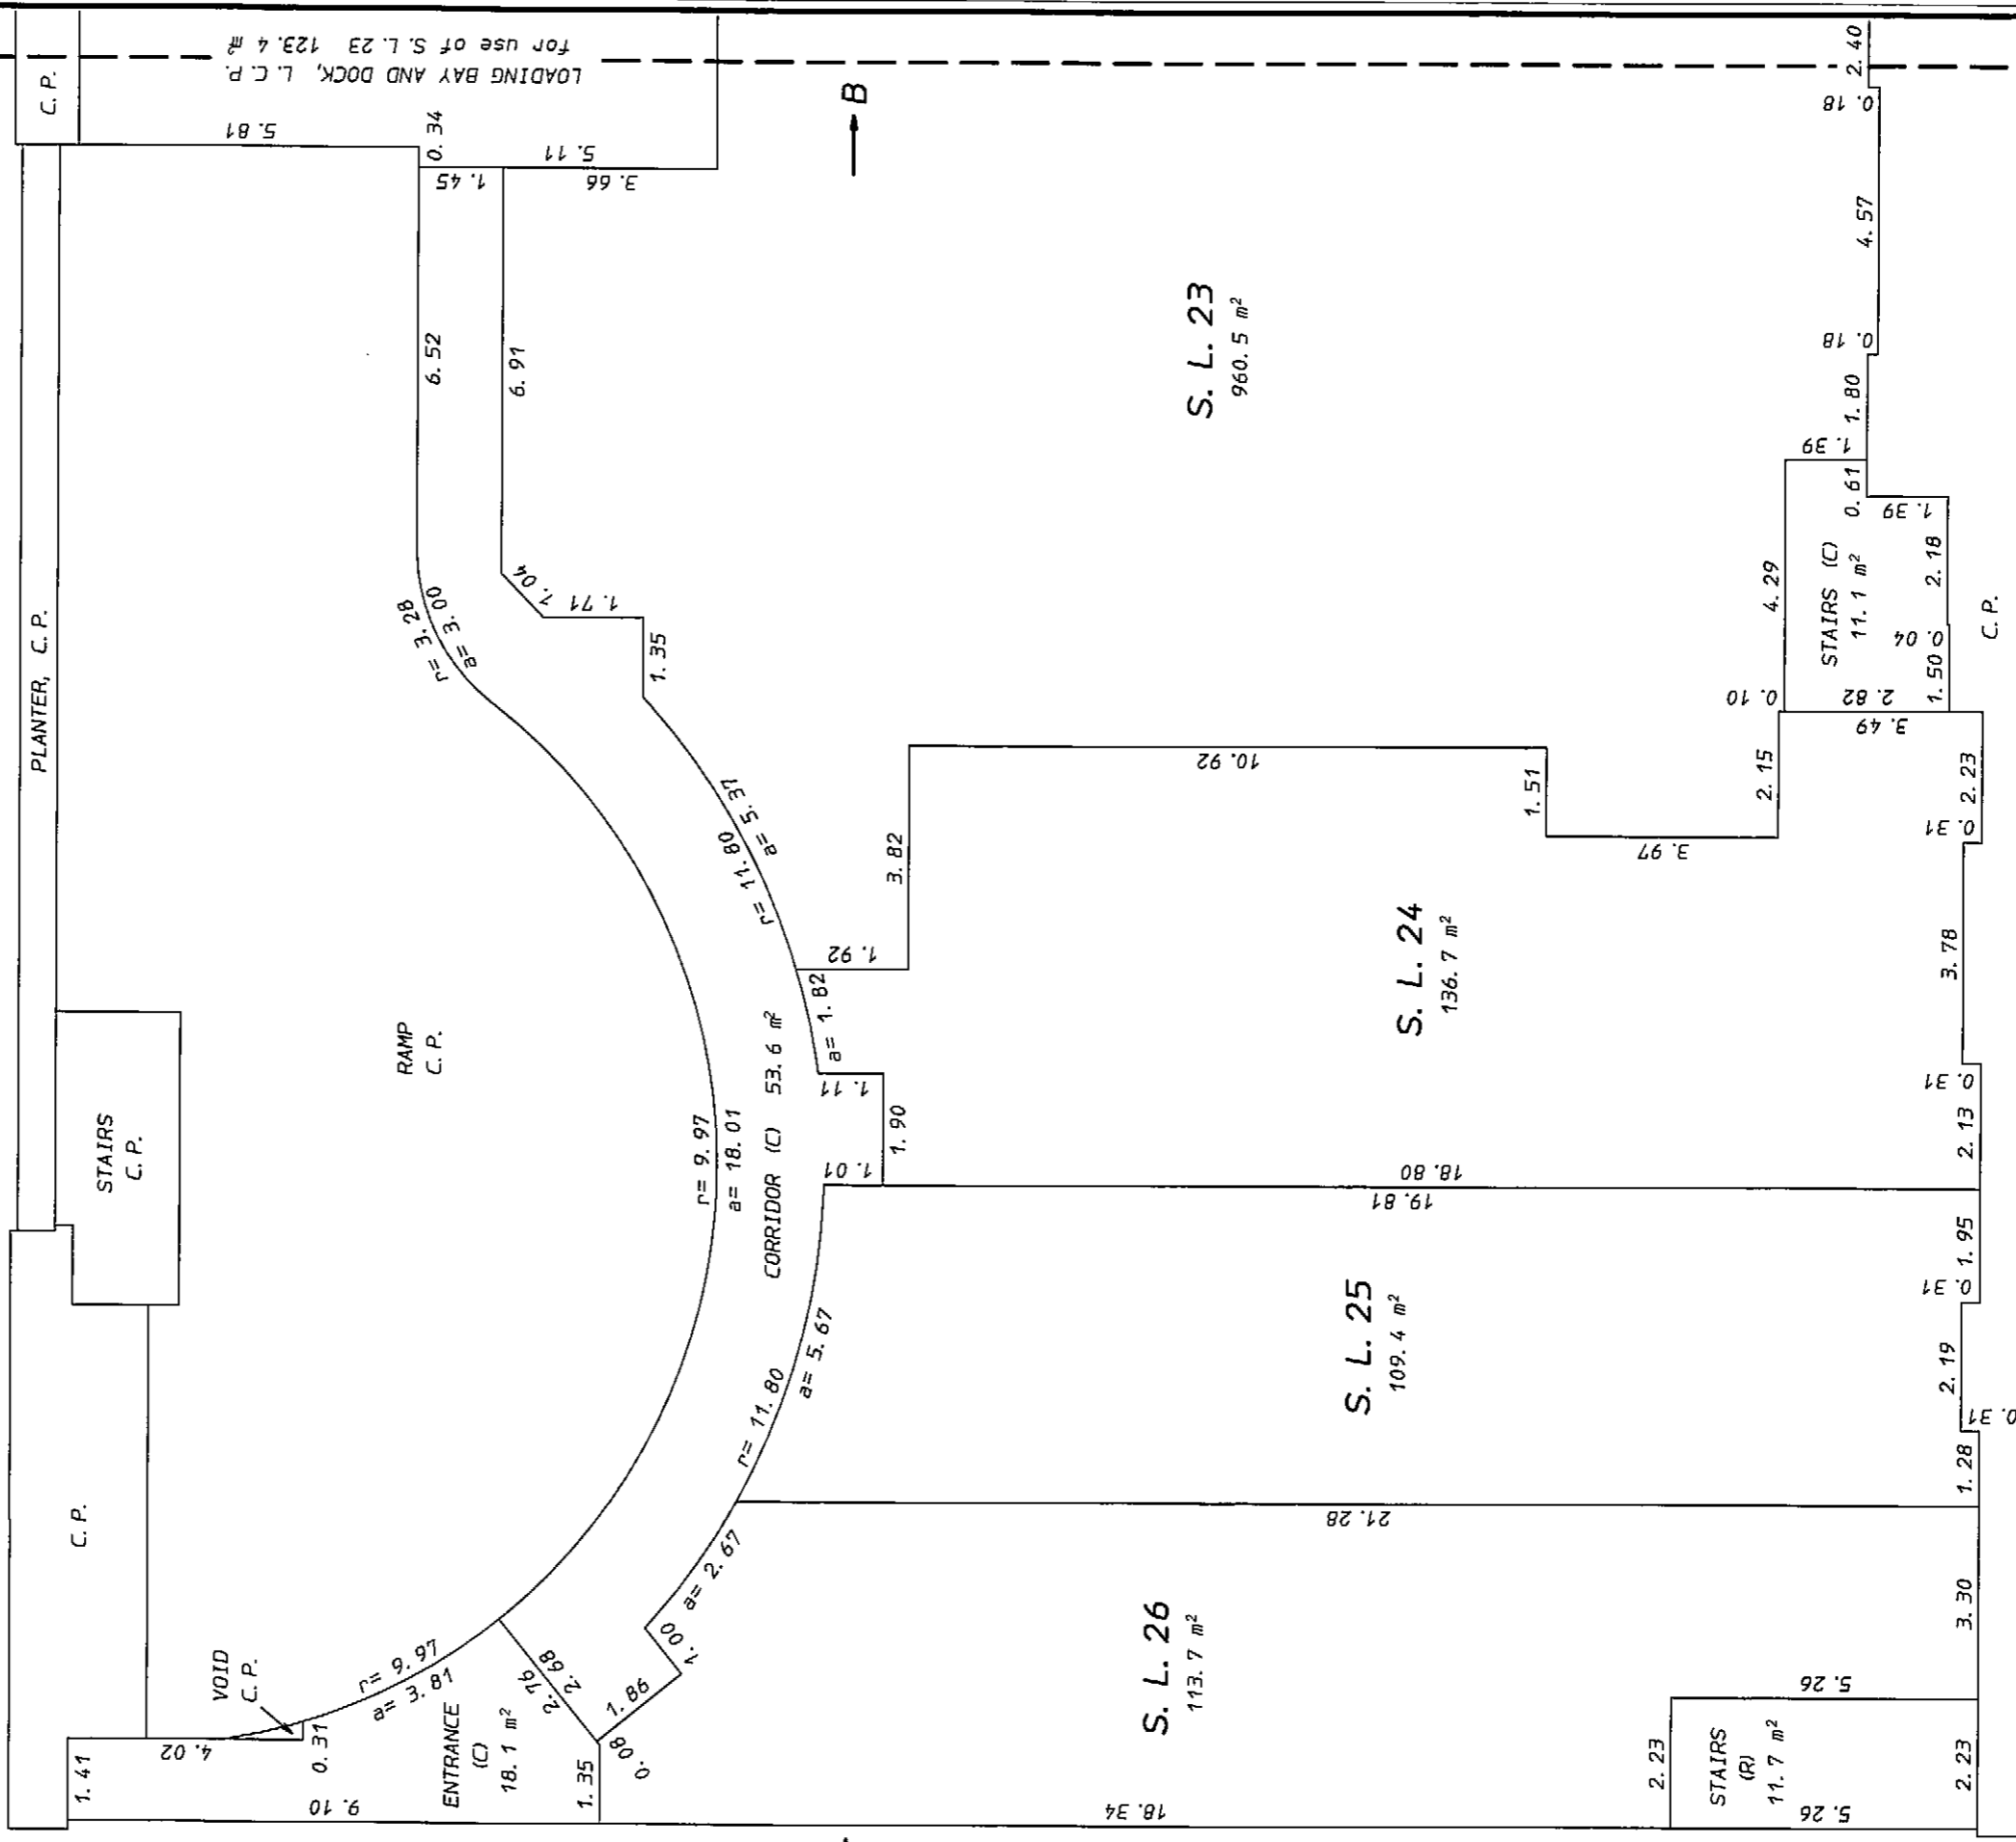 C. P.
LOADING BAY AND DOCK, L. C. P.
for use of S. L. 23 123. 4 m²
5. 81
0. 34
1. 45
5. 11
3. 66
B
2. 40
0. 18
4. 57
0. 18
1. 80
1. 39
0. 61
1. 39
PLANTER, C. P.
6. 52
6. 91
r= 3. 28
a= 3. 00
1. 04
1. 71
1. 35
S. L. 23
960. 5 m²
4. 29
STAIRS (C)
11. 1 m²
2. 18
0. 04
1. 50
2. 82
0. 10
3. 49
C. P.
RAMP
C. P.
STAIRS
C. P.
r= 9. 97
a= 18. 01
CORRIDOR (C) 53. 6 m²
r= 11. 80
a= 5. 37
1. 92
3. 82
a= 1. 82
1. 11
1. 90
1. 01
10. 92
1. 51
3. 97
2. 15
2. 23
0. 31
S. L. 24
136. 7 m²
3. 78
0. 31
2. 13
18. 80
19. 81
1. 95
0. 31
S. L. 25
109. 4 m²
2. 19
0. 31
1. 28
r= 11. 80
a= 5. 67
21. 28
C. P.
VOID
C. P.
r= 9. 97
a= 3. 81
1. 41
4. 02
0. 31
9. 10
ENTRANCE
(C)
18. 1 m²
2. 76
2. 68
1. 35
0. 08
1. 86
1. 00
a= 2. 67
S. L. 26
113. 7 m²
3. 30
18. 34
5. 26
2. 23
STAIRS
(R)
11. 7 m²
2. 23
5. 26